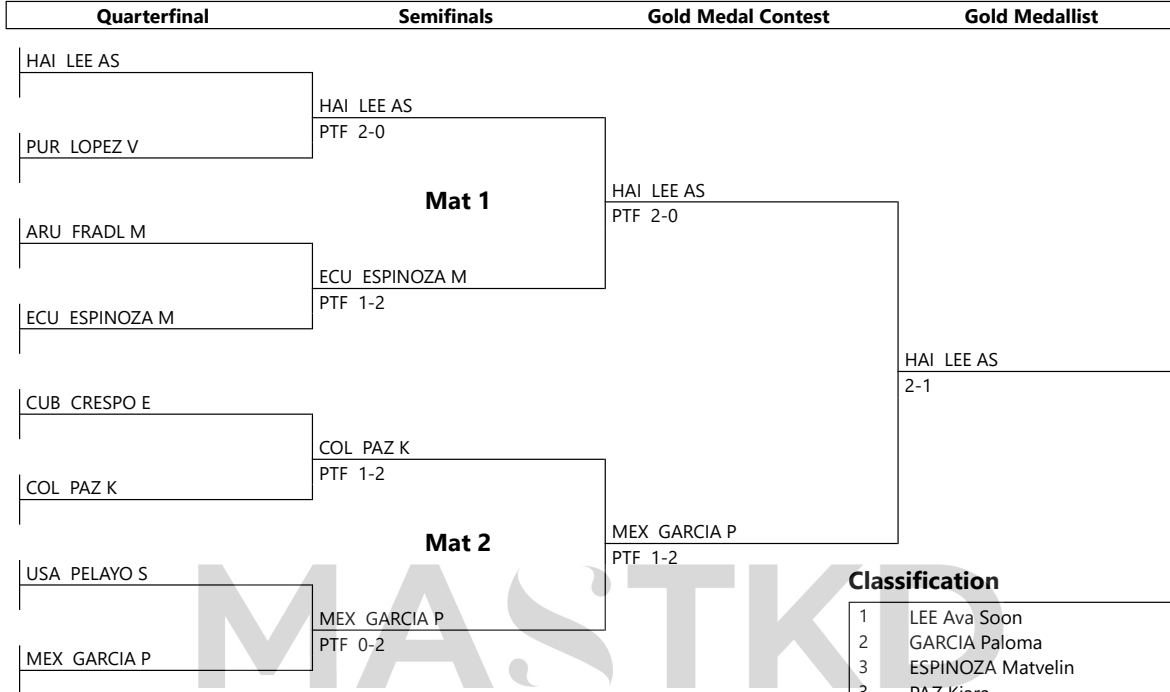 Quarterfinal Semifinals Gold Medal Contest Gold Medallist
HAI LEE AS
HAI LEE AS
PTF 2-0
PUR LOPEZ V
Mat 1
HAI LEE AS
PTF 2-0
ARU FRADL M
ECU ESPINOZA M
PTF 1-2
ECU ESPINOZA M
HAI LEE AS
2-1
CUB CRESPO E
COL PAZ K
PTF 1-2
COL PAZ K
Mat 2
MEX GARCIA P
PTF 1-2
USA PELAYO S
Classification
MEX GARCIA P
PTF 0-2
MEX GARCIA P
1 LEE Ava Soon
2 GARCIA Paloma
3 ESPINOZA Matvelin
3 PAZ Kiara
MASTKD